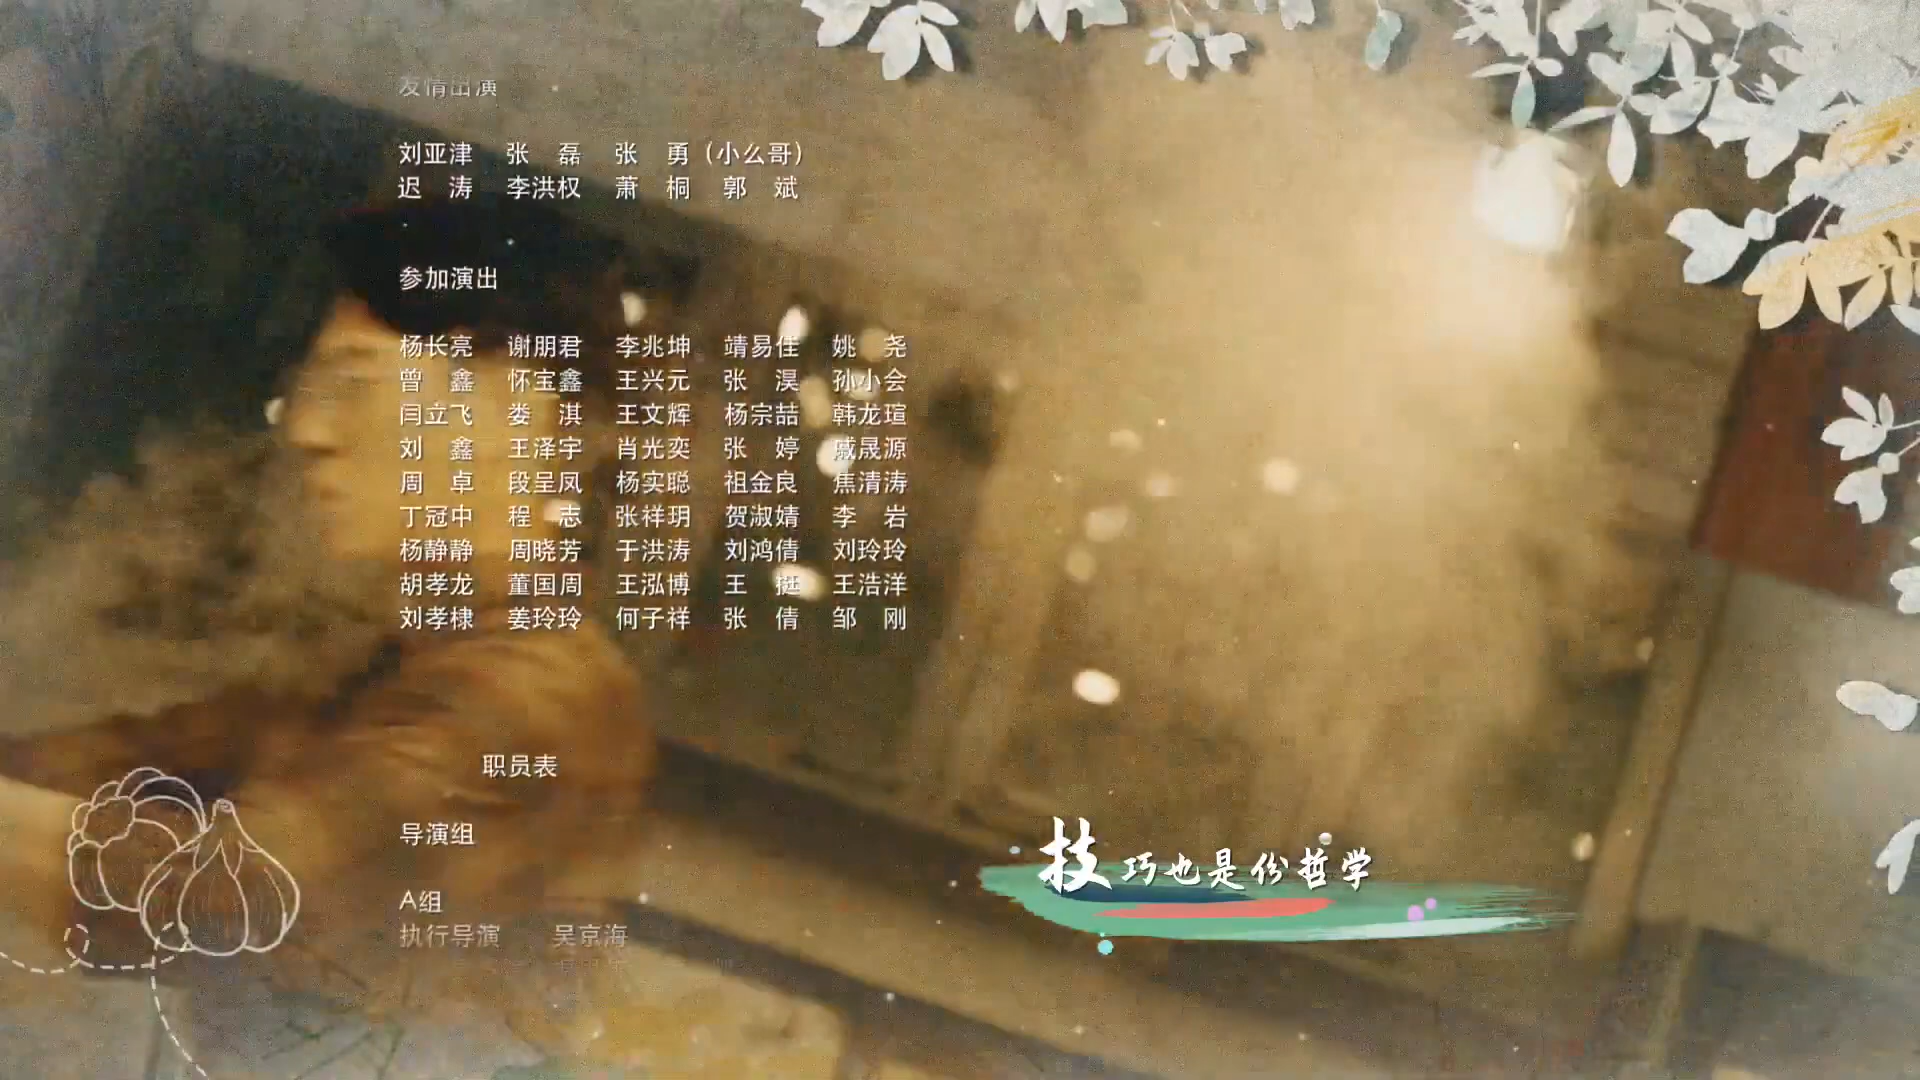 友情出演
刘亚津 张磊 张勇（小么哥）
迟涛 李洪权 萧桐 郭斌
参加演出
杨长亮 谢朋君 李兆坤 靖易佳 姚尧
曾鑫 怀宝鑫 王兴元 张淏 孙小会
闫立飞 娄淇 王文辉 杨宗喆 韩龙瑄
刘鑫 王泽宇 肖光奕 张婷 戚晟源
周卓 段呈凤 杨实聪 祖金良 焦清涛
丁冠中 程志 张祥玥 贺淑婧 李岩
杨静静 周晓芳 于洪涛 刘鸿倩 刘玲玲
胡孝龙 董国周 王泓博 王挺 王浩洋
刘孝棣 姜玲玲 何子祥 张倩 邹刚
职员表
导演组
A组
执行导演 吴京海
技巧也是份哲学